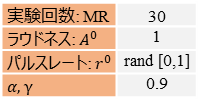 実験回数: MR 30
ラウドネス: A⁰ 1
パルスレート: r⁰ rand [0,1]
α, γ 0.9